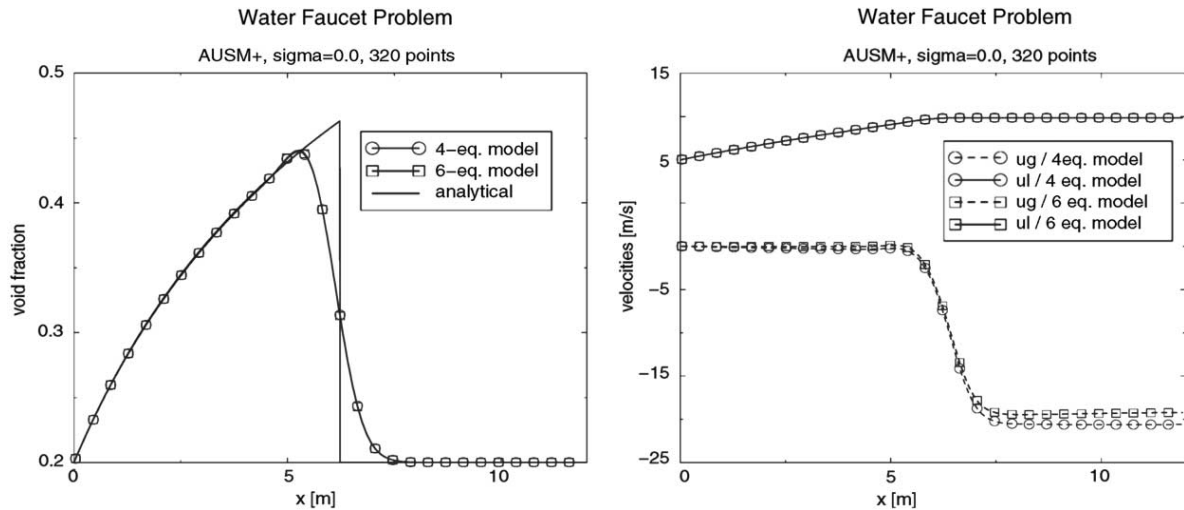 Water Faucet Problem
AUSM+, sigma=0.0, 320 points
0.5
0.4
0.3
0.2
void fraction
4-eq. model
6-eq. model
analytical
0
5
10
x [m]
Water Faucet Problem
AUSM+, sigma=0.0, 320 points
15
5
-5
-15
-25
velocities [m/s]
ug / 4eq. model
ul / 4 eq. model
ug / 6 eq. model
ul / 6 eq. model
0
5
10
x [m]